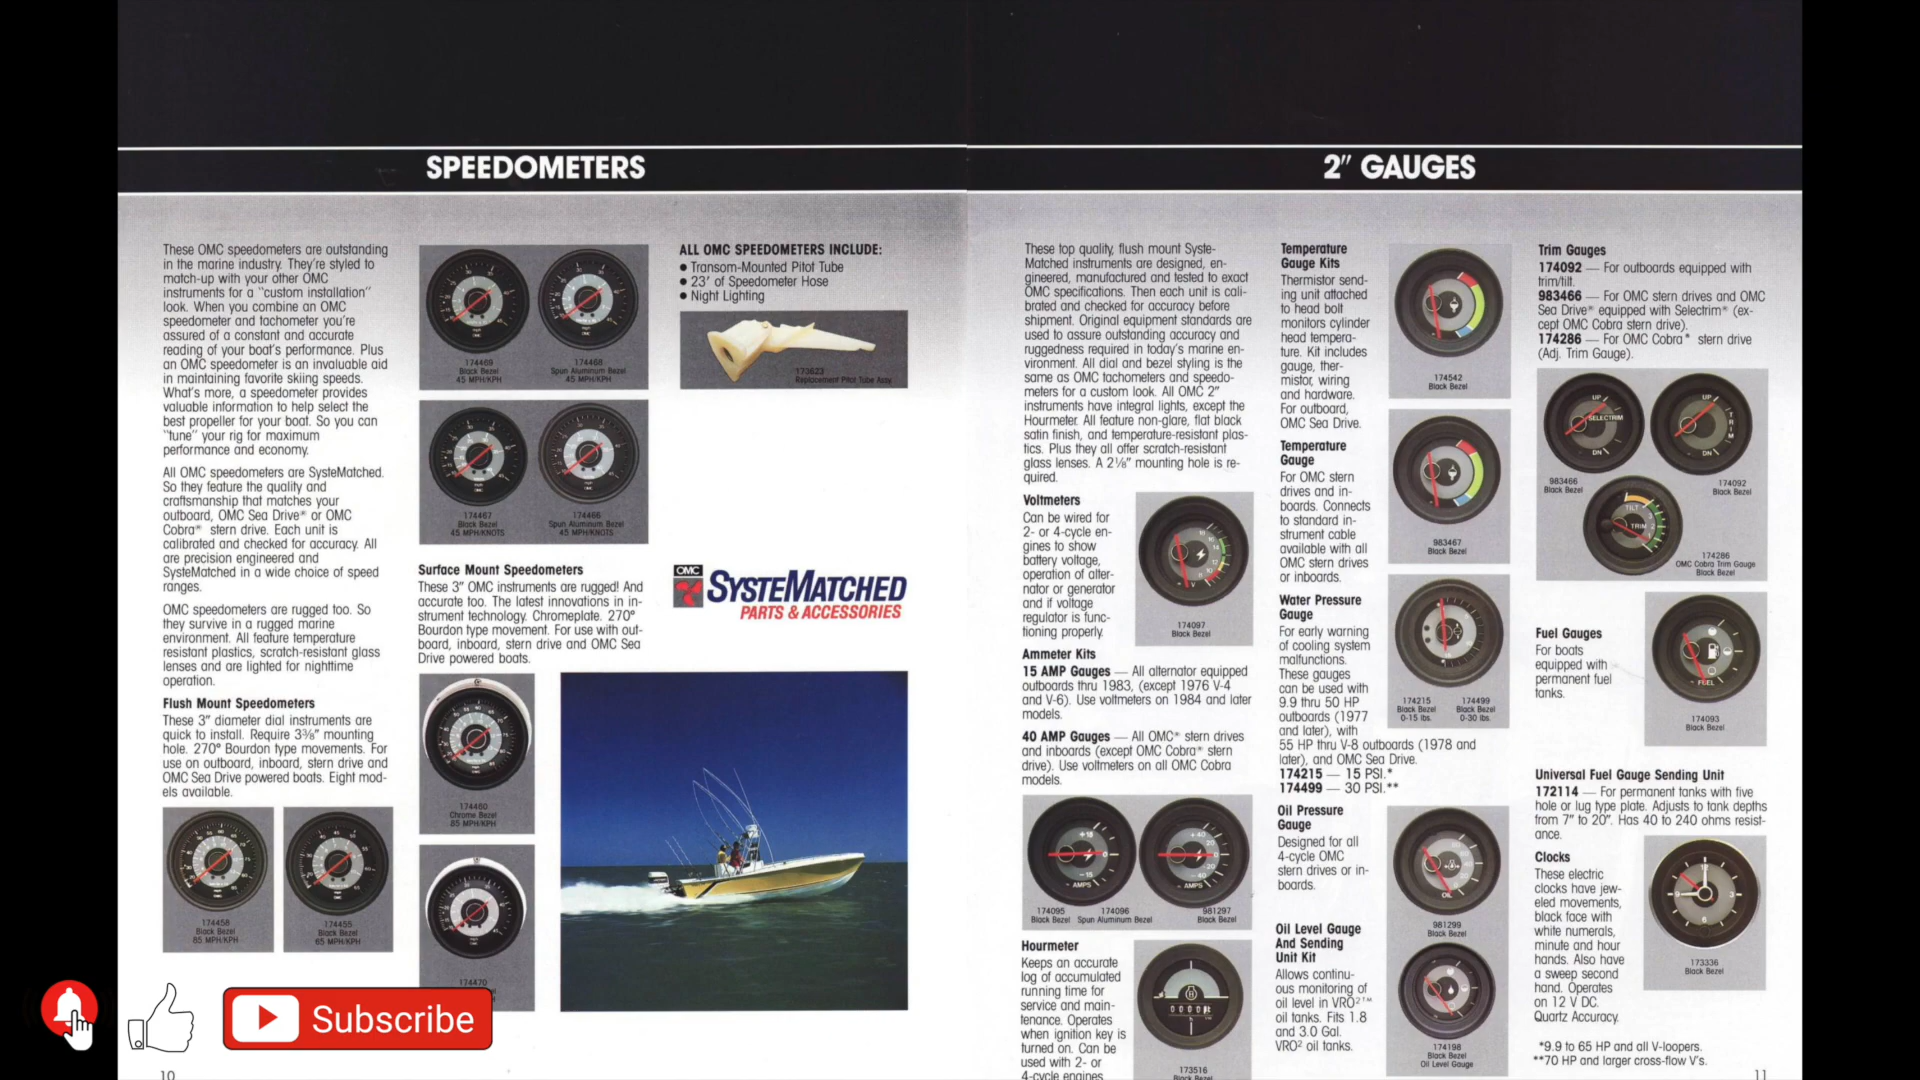 SPEEDOMETERS
These OMC speedometers are outstanding
in the marine industry. They're styled to
match-up with your other OMC
instruments for a "custom installation"
look. When you combine an OMC
speedometer and tachometer you're
assured of a constant and accurate
reading of your boat's performance. Plus
an OMC speedometer is an invaluable aid
in maintaining favorite skiing speeds.
What's more, a speedometer provides
valuable information to help select the
best propeller for your boat. So you can
"tune" your rig for maximum
performance and economy.
All OMC speedometers are SysteMatched.
So they feature the quality and
craftsmanship that matches your
outboard, OMC Sea Drive® or OMC
Cobra® stern drive. Each unit is
calibrated and checked for accuracy. All
are precision engineered and
SysteMatched in a wide choice of speed
ranges.
OMC speedometers are rugged too. So
they survive in a rugged marine
environment. All feature temperature
resistant plastics, scratch-resistant glass
lenses and are lighted for nighttime
operation.
Flush Mount Speedometers
These 3" diameter dial instruments are
quick to install. Require 3⅜" mounting
hole. 270° Bourdon type movements. For
use on outboard, inboard, stern drive and
OMC Sea Drive powered boats. Eight mod-
els available.
174458
Black Bezel
85 MPH/KPH
174455
Black Bezel
65 MPH/KPH
174469
Black Bezel
45 MPH/KPH
174468
Spun Aluminum Bezel
45 MPH/KPH
174467
Black Bezel
45 MPH/KNOTS
174466
Spun Aluminum Bezel
45 MPH/KNOTS
Surface Mount Speedometers
These 3" OMC instruments are rugged! And
accurate too. The latest innovations in in-
strument technology. Chromeplate. 270°
Bourdon type movement. For use with out-
board, inboard, stern drive and OMC Sea
Drive powered boats.
174460
Chrome Bezel
85 MPH/KPH
174470
ALL OMC SPEEDOMETERS INCLUDE:
● Transom-Mounted Pitot Tube
● 23' of Speedometer Hose
● Night Lighting
173623
Replacement Pitot Tube Assy.
OMC
SYSTEMATCHED
PARTS & ACCESSORIES
Subscribe
10
2" GAUGES
These top quality, flush mount Syste-
Matched instruments are designed, en-
gineered, manufactured and tested to exact
OMC specifications. Then each unit is cali-
brated and checked for accuracy before
shipment. Original equipment standards are
used to assure outstanding accuracy and
ruggedness required in today's marine en-
vironment. All dial and bezel styling is the
same as OMC tachometers and speedo-
meters for a custom look. All OMC 2"
instruments have integral lights, except the
Hourmeter. All feature non-glare, flat black
satin finish, and temperature-resistant plas-
tics. Plus they all offer scratch-resistant
glass lenses. A 2⅛" mounting hole is re-
quired.
Voltmeters
Can be wired for
2- or 4-cycle en-
gines to show
battery voltage,
operation of alter-
nator or generator
and if voltage
regulator is func-
tioning properly.
174097
Black Bezel
Ammeter Kits
15 AMP Gauges — All alternator equipped
outboards thru 1983, (except 1976 V-4
and V-6). Use voltmeters on 1984 and later
models.
40 AMP Gauges — All OMC® stern drives
and inboards (except OMC Cobra® stern
drive). Use voltmeters on all OMC Cobra
models.
AMPS
AMPS
174095
Black Bezel
174096
Spun Aluminum Bezel
981297
Black Bezel
Hourmeter
Keeps an accurate
log of accumulated
running time for
service and main-
tenance. Operates
when ignition key is
turned on. Can be
used with 2- or
4-cycle engines
173516
Black Bezel
Temperature
Gauge Kits
Thermistor send-
ing unit attached
to head bolt
monitors cylinder
head tempera-
ture. Kit includes
gauge, ther-
mistor, wiring
and hardware.
For outboard,
OMC Sea Drive.
174542
Black Bezel
Temperature
Gauge
For OMC stern
drives and in-
boards. Connects
to standard in-
strument cable
available with all
OMC stern drives
or inboards.
983467
Black Bezel
Water Pressure
Gauge
For early warning
of cooling system
malfunctions.
These gauges
can be used with
9.9 thru 50 HP
outboards (1977
and later), with
55 HP thru V-8 outboards (1978 and
later), and OMC Sea Drive.
174215 — 15 PSI.*
174499 — 30 PSI.**
174215
Black Bezel
0-15 lbs.
174499
Black Bezel
0-30 lbs.
Oil Pressure
Gauge
Designed for all
4-cycle OMC
stern drives or in-
boards.
OIL
981299
Black Bezel
Oil Level Gauge
And Sending
Unit Kit
Allows continu-
ous monitoring of
oil level in VRO²™
oil tanks. Fits 1.8
and 3.0 Gal.
VRO² oil tanks.
174198
Black Bezel
Oil Level Gauge
Trim Gauges
174092 — For outboards equipped with
trim/tilt.
983466 — For OMC stern drives and OMC
Sea Drive® equipped with Selectrim® (ex-
cept OMC Cobra stern drive).
174286 — For OMC Cobra® stern drive
(Adj. Trim Gauge).
UP
SELECTRIM
DN
UP
TRIM
DN
983466
Black Bezel
174092
Black Bezel
TILT
TRIM
174286
OMC Cobra Trim Gauge
Black Bezel
Fuel Gauges
For boats
equipped with
permanent fuel
tanks.
FUEL
174093
Black Bezel
Universal Fuel Gauge Sending Unit
172114 — For permanent tanks with five
hole or lug type plate. Adjusts to tank depths
from 7" to 20". Has 40 to 240 ohms resist-
ance.
Clocks
These electric
clocks have jew-
eled movements,
black face with
white numerals,
minute and hour
hands. Also have
a sweep second
hand. Operates
on 12 V DC.
Quartz Accuracy.
12
3
6
9
173336
Black Bezel
*9.9 to 65 HP and all V-loopers.
**70 HP and larger cross-flow V's.
11